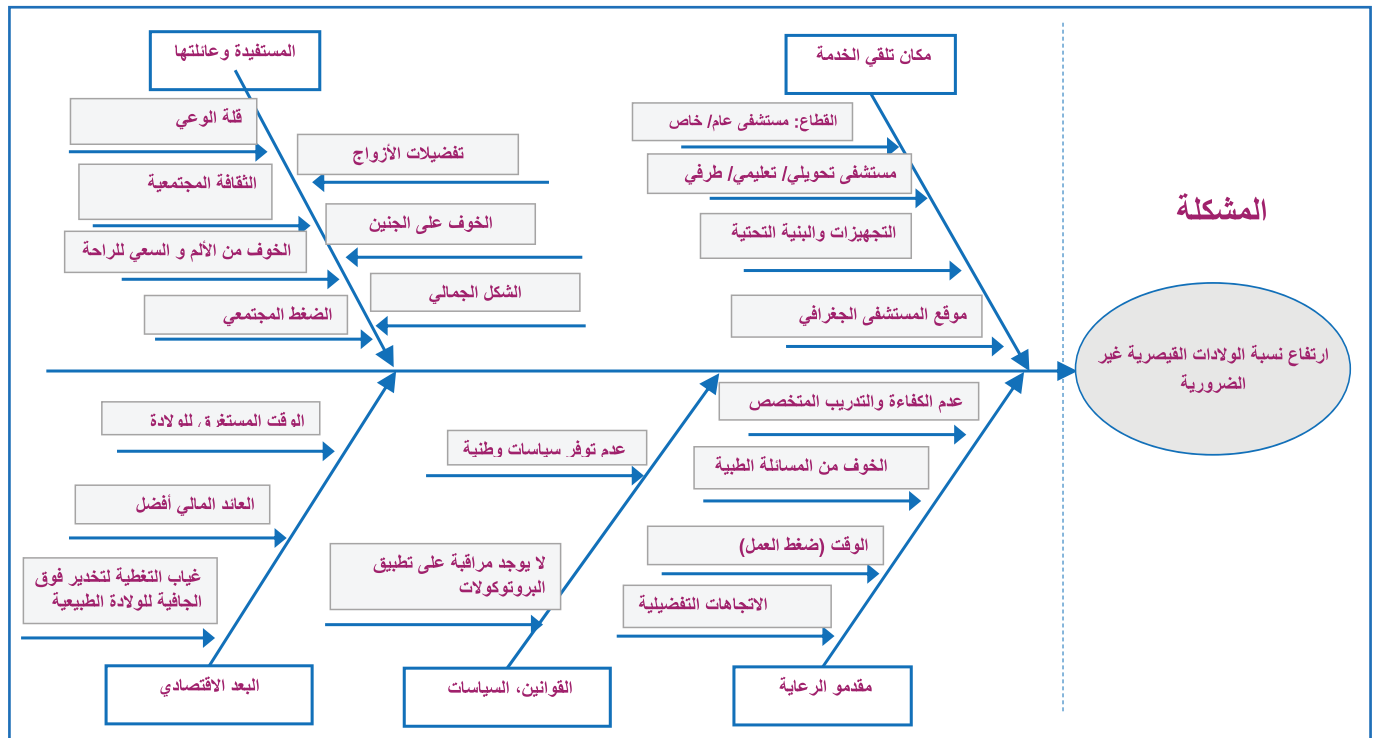 المشكلة
ارتفاع نسبة الولادات القيصرية غير
الضرورية
مكان تلقي الخدمة
القطاع: مستشفى عام/ خاص
مستشفى تحويلي/ تعليمي/ طرفي
التجهيزات والبنية التحتية
موقع المستشفى الجغرافي
المستفيدة وعائلتها
قلة الوعي
تفضيلات الأزواج
الثقافة المجتمعية
الخوف على الجنين
الخوف من الألم و السعي للراحة
الشكل الجمالي
الضغط المجتمعي
عدم الكفاءة والتدريب المتخصص
الخوف من المسائلة الطبية
الوقت (ضغط العمل)
الاتجاهات التفضيلية
مقدمو الرعاية
عدم توفر سياسات وطنية
لا يوجد مراقبة على تطبيق
البروتوكولات
القوانين، السياسات
الوقت المستغرق للولادة
العائد المالي أفضل
غياب التغطية لتخدير فوق
الجافية للولادة الطبيعية
البعد الاقتصادي